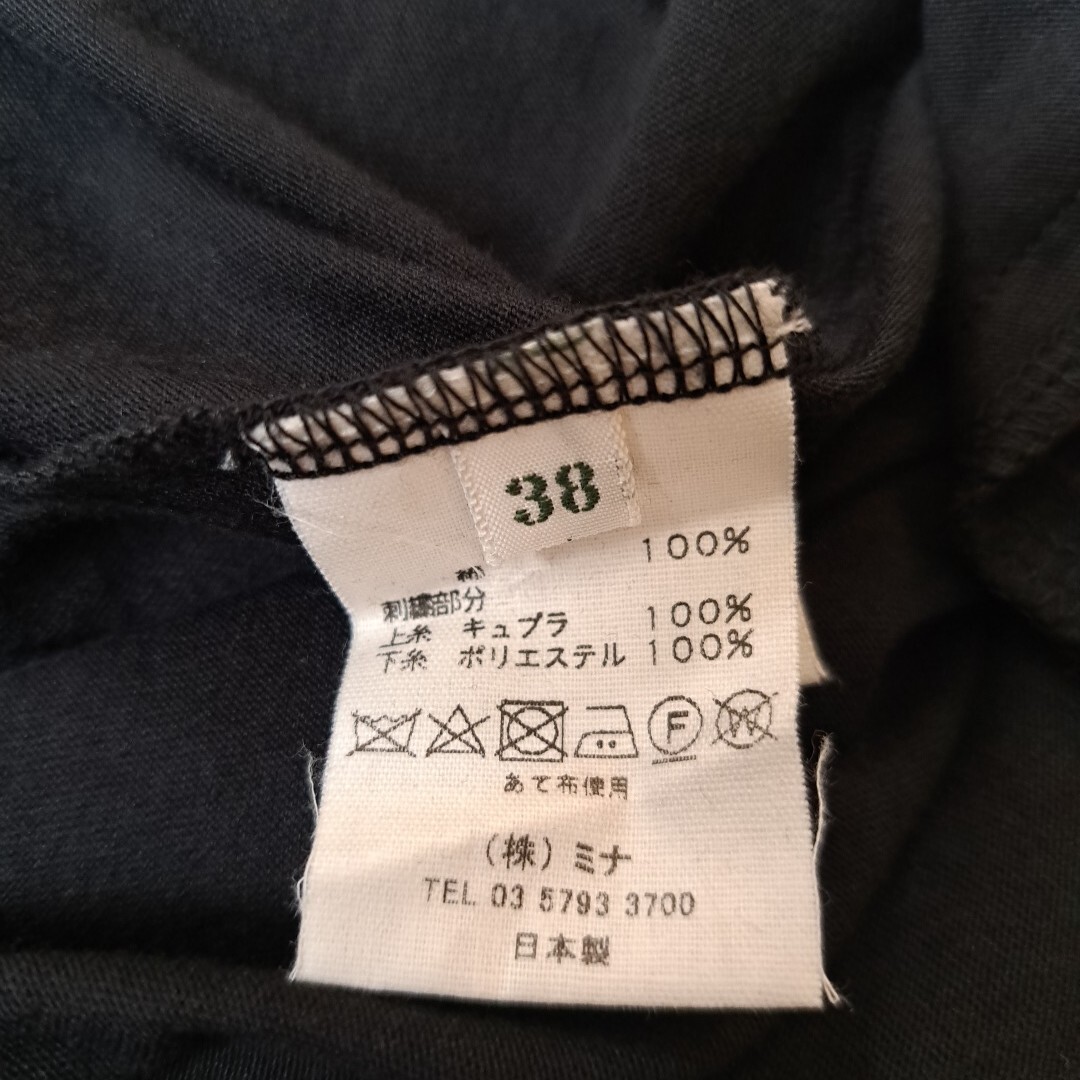 38
100%
刺繍部分
上糸 キュプラ 100%
下糸 ポリエステル 100%
F W
あて布使用
（株）ミナ
TEL 03 5793 3700
日本製